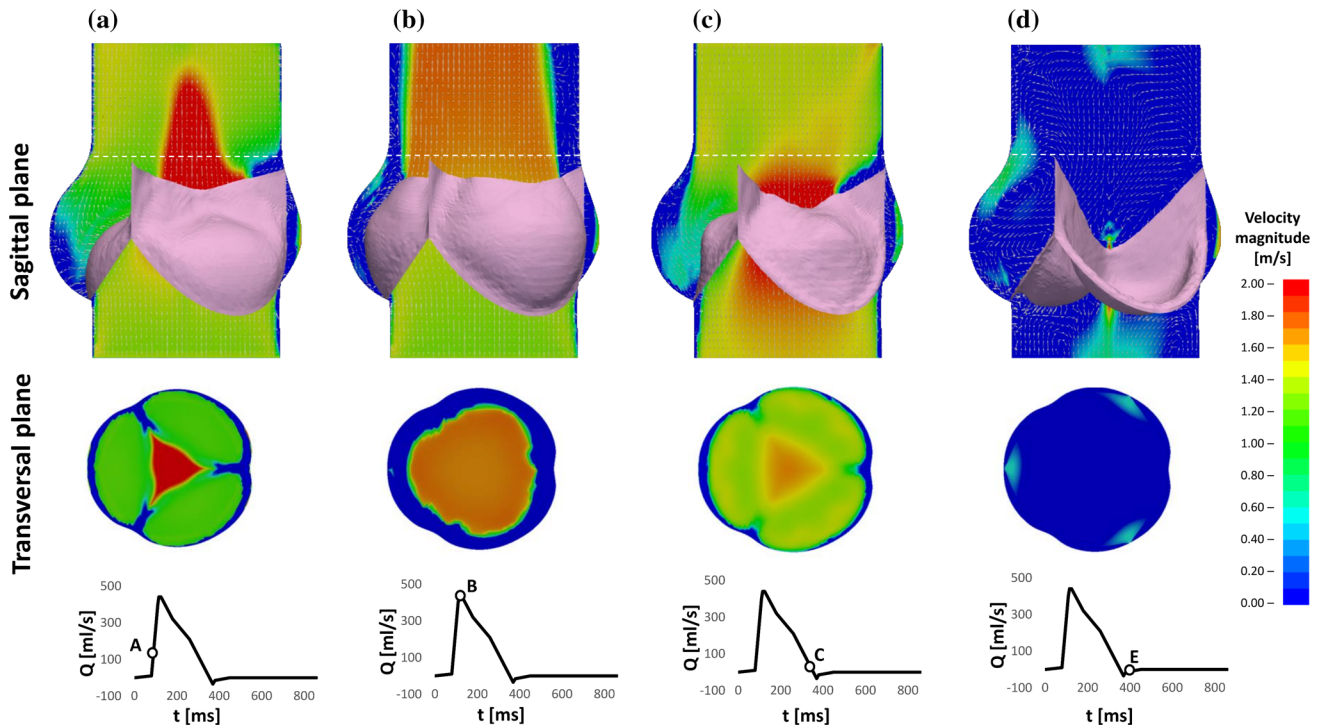 (a) (b) (c) (d)
Sagittal plane
Velocity
magnitude
[m/s]
2.00 –
1.80 –
1.60 –
1.40 –
1.20 –
1.00 –
0.80 –
0.60 –
0.40 –
0.20 –
0.00 –
Transversal plane
Q [ml/s]
500
300
100
-100
A
0 200 400 600 800
t [ms]
Q [ml/s]
500
300
100
-100
B
0 200 400 600 800
t [ms]
Q [ml/s]
500
300
100
-100
C
0 200 400 600 800
t [ms]
Q [ml/s]
500
300
100
-100
E
0 200 400 600 800
t [ms]